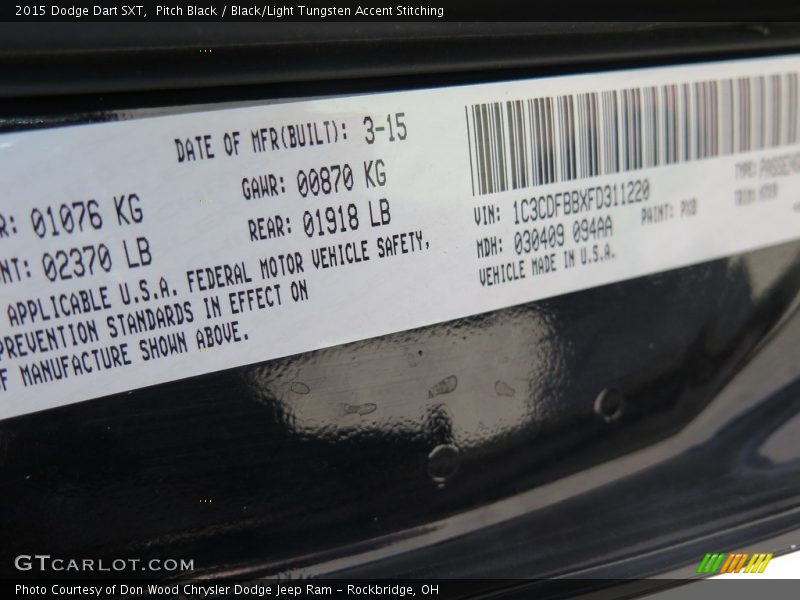 2015 Dodge Dart SXT,  Pitch Black / Black/Light Tungsten Accent Stitching
DATE OF MFR(BUILT): 3-15
R: 01076 KG GAWR: 00870 KG
NT: 02370 LB REAR: 01918 LB
APPLICABLE U.S.A. FEDERAL MOTOR VEHICLE SAFETY,
PREVENTION STANDARDS IN EFFECT ON
F MANUFACTURE SHOWN ABOVE.
VIN: 1C3CDFBBXFD311220
PAINT: PXB
MDH: 030409 094AA
VEHICLE MADE IN U.S.A.
GTCARLOT.COM
Photo Courtesy of Don Wood Chrysler Dodge Jeep Ram – Rockbridge, OH